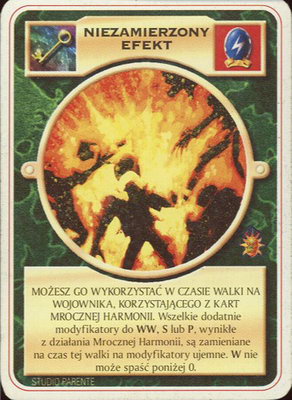 NIEZAMIERZONY
EFEKT
MOŻESZ GO WYKORZYSTAĆ W CZASIE WALKI NA
WOJOWNIKA, KORZYSTAJĄCEGO Z KART
MROCZNEJ HARMONII. Wszelkie dodatnie
modyfikatory do WW, S lub P, wynikłe
z działania Mrocznej Harmonii, są zamieniane
na czas tej walki na modyfikatory ujemne. W nie
może spaść poniżej 0.
STUDIO PARENTE